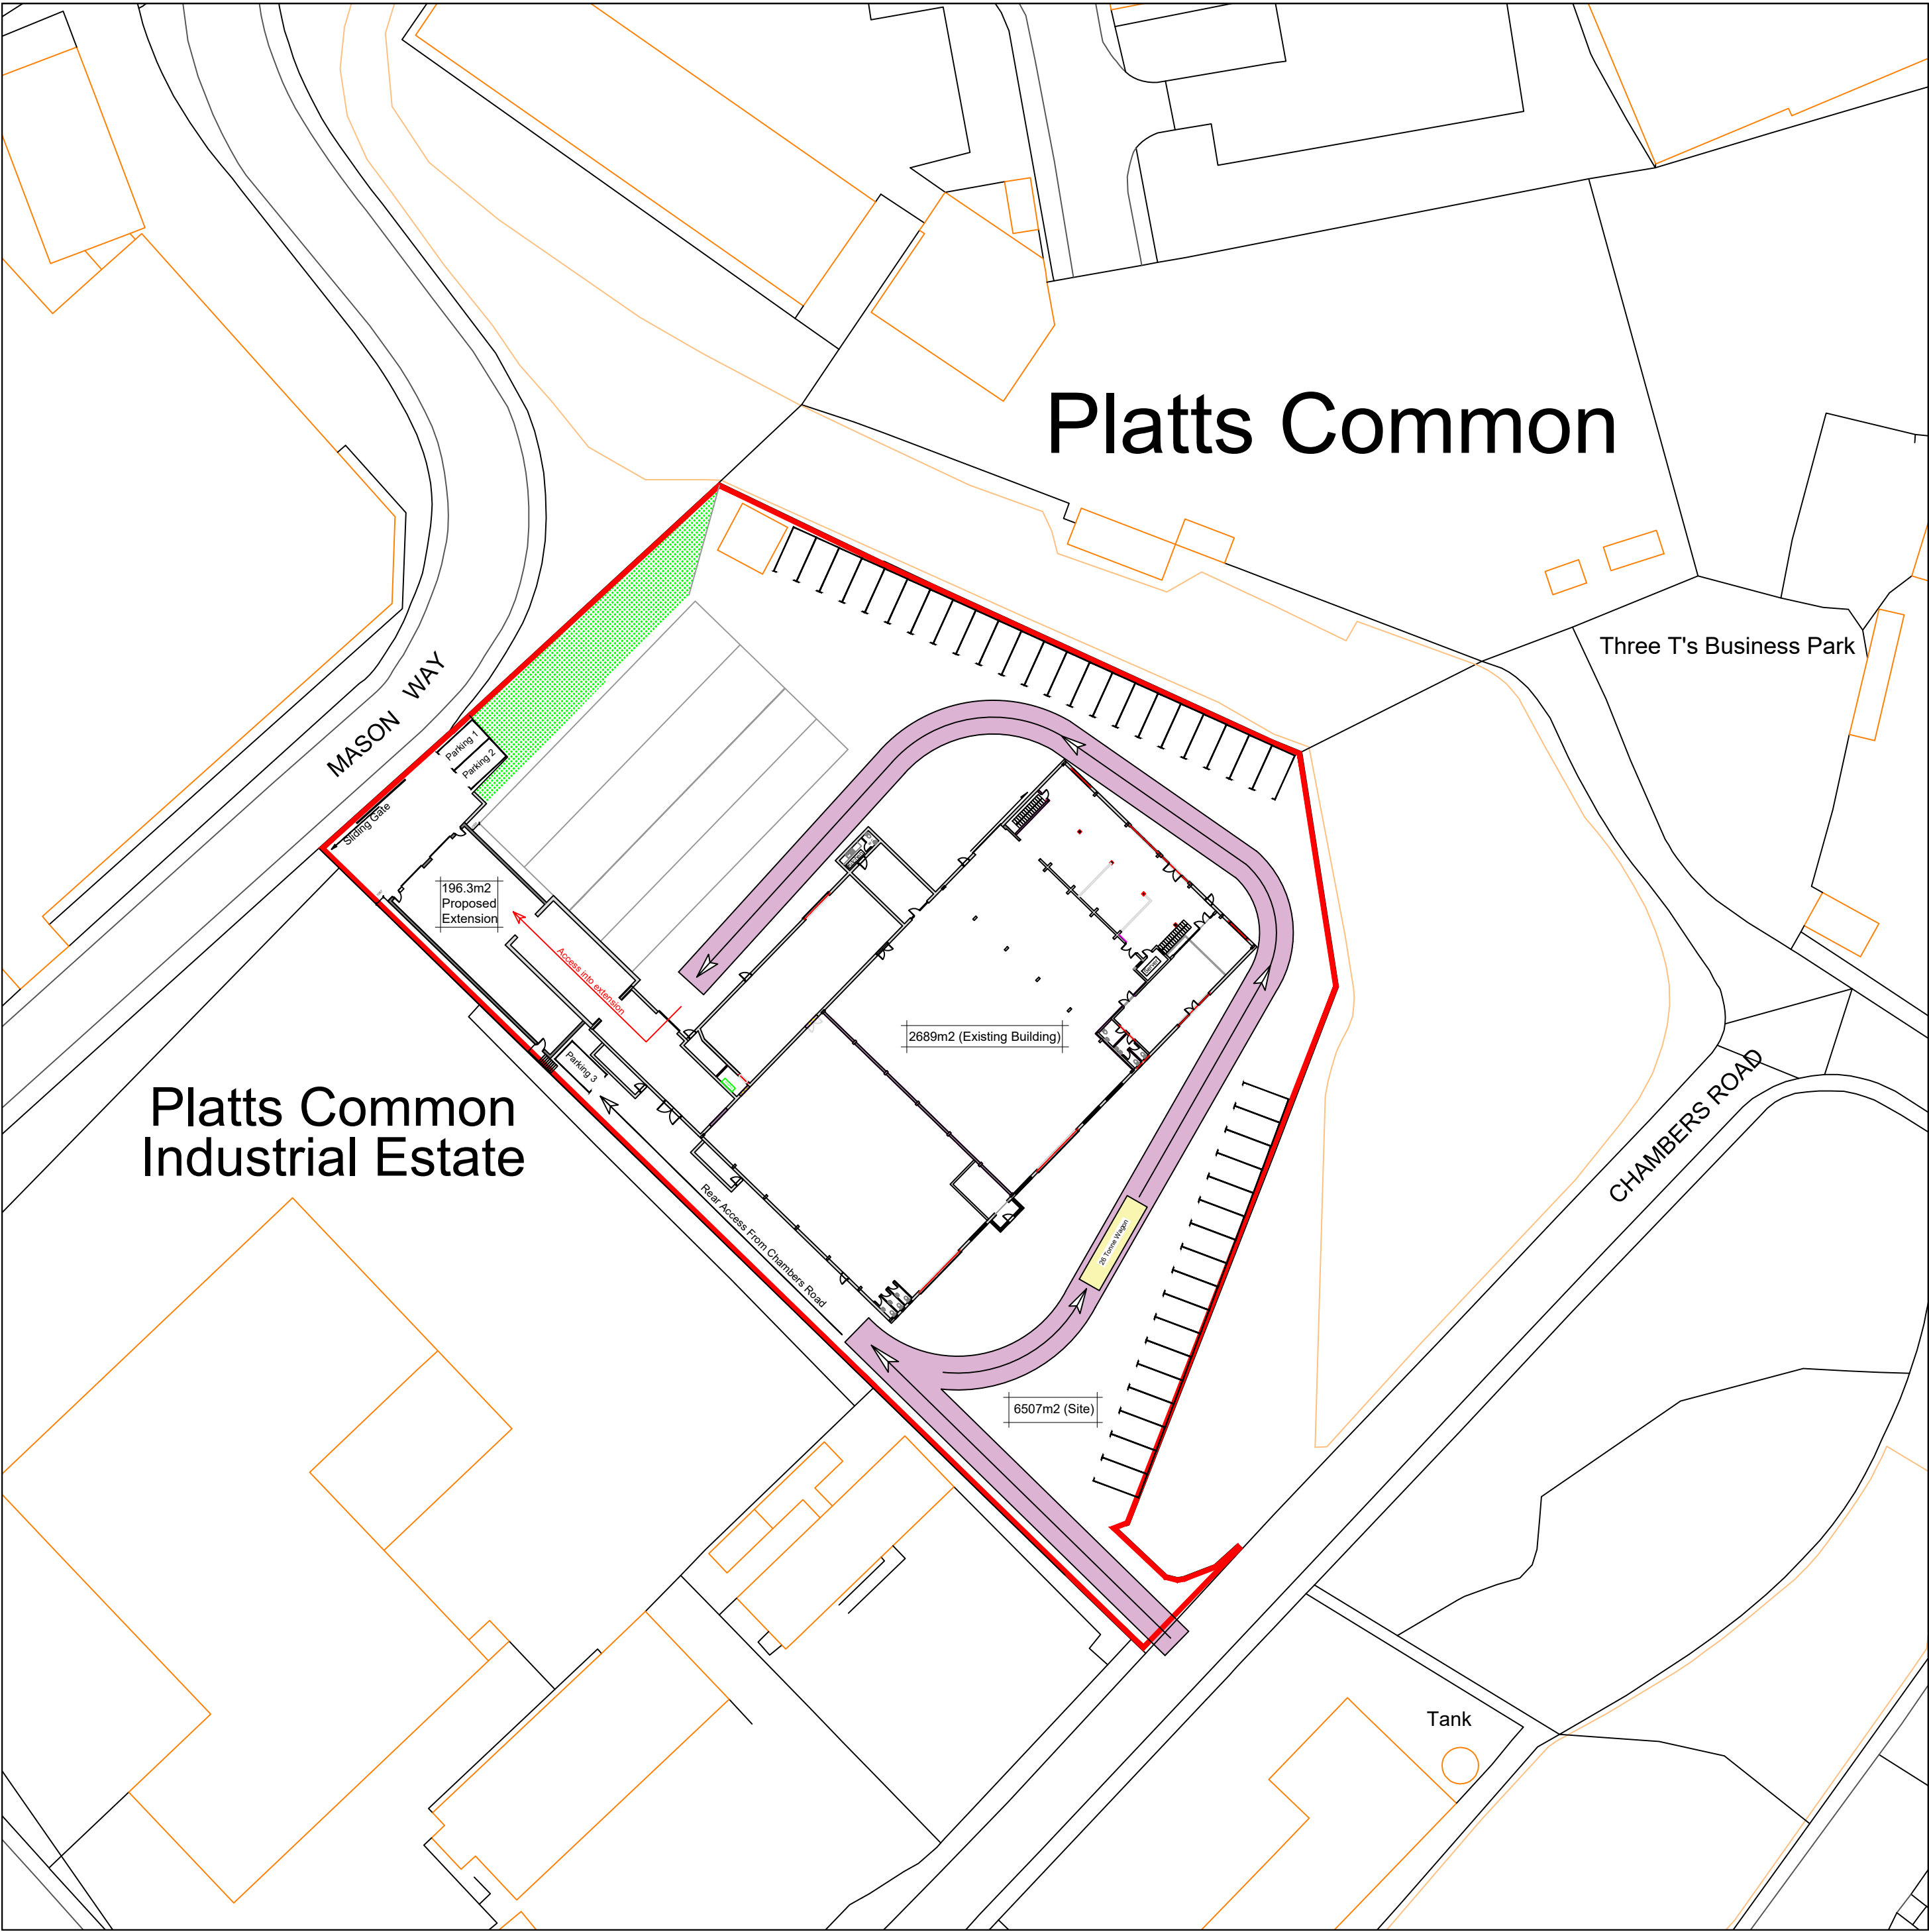 Platts Common
Three T's Business Park
MASON WAY
Parking 1
Parking 2
Sliding Gate
196.3m2
Proposed
Extension
Access into extension
2689m2 (Existing Building)
Parking 3
Platts Common
Industrial Estate
CHAMBERS ROAD
Rear Access From Chambers Road
26 Tonne Wagon
6507m2 (Site)
Tank